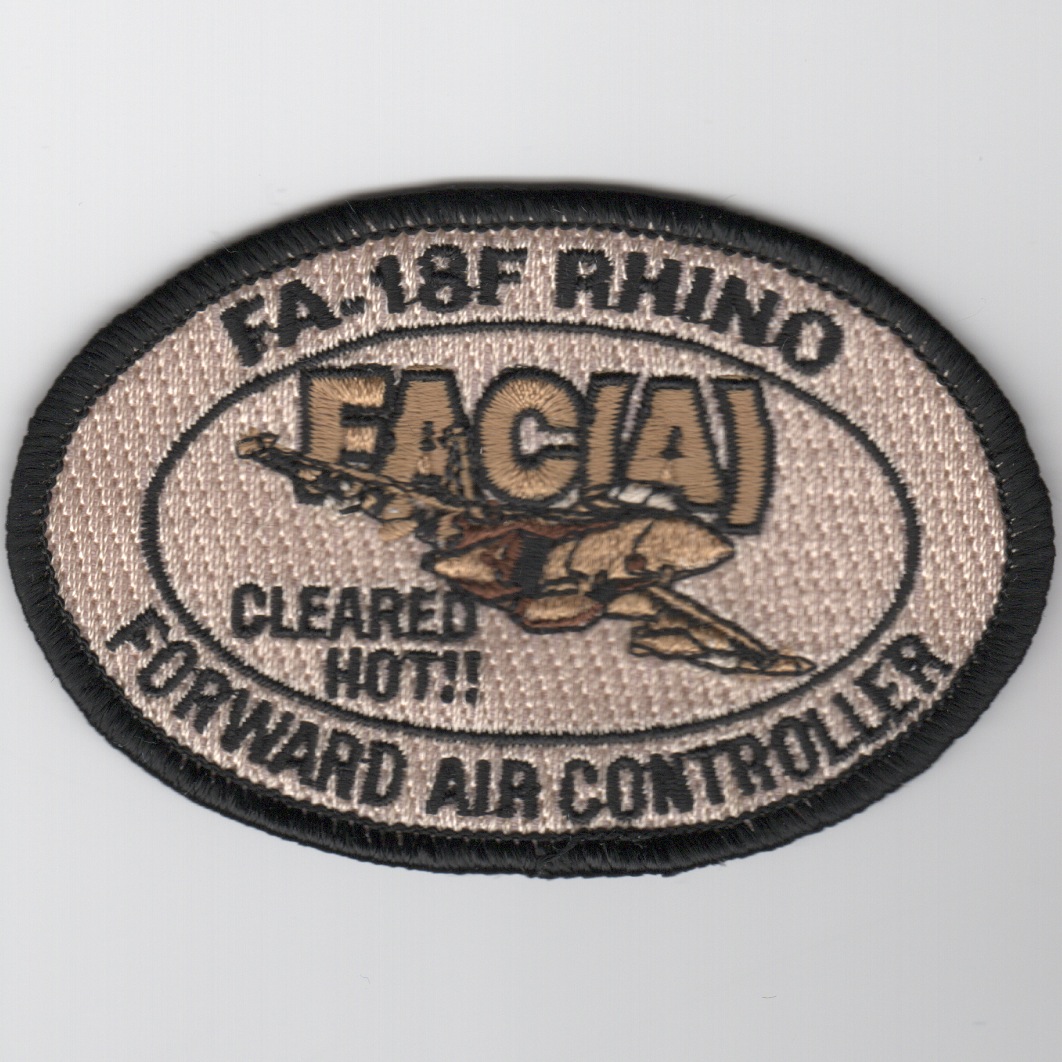 FA-18F RHINO
FAC(A)
CLEARED
HOT!!
FORWARD AIR CONTROLLER